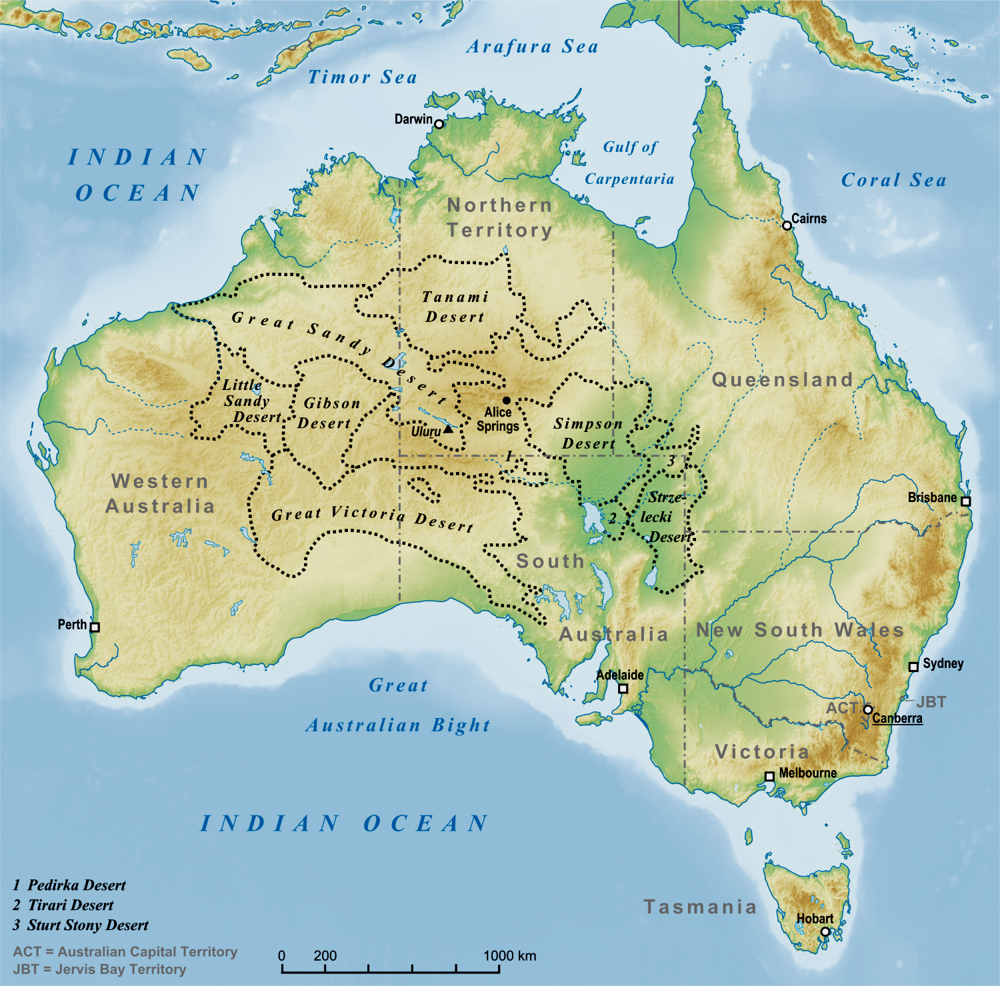 Arafura Sea
Timor Sea
Darwin
INDIAN
OCEAN
Gulf of
Carpentaria
Coral Sea
Northern
Territory
Cairns
Tanami
Desert
Great Sandy Desert
Queensland
Little
Sandy
Desert
Gibson
Desert
Alice
Springs
Uluru
Simpson
Desert
1
3
Western
Australia
Brisbane
Great Victoria Desert
2
Strze-
lecki
Desert
South
Australia
New South Wales
Perth
Sydney
Adelaide
Great
Australian Bight
JBT
ACT
Canberra
Victoria
Melbourne
INDIAN OCEAN
Tasmania
Hobart
1 Pedirka Desert
2 Tirari Desert
3 Sturt Stony Desert
ACT = Australian Capital Territory
JBT = Jervis Bay Territory
0 200 1000 km